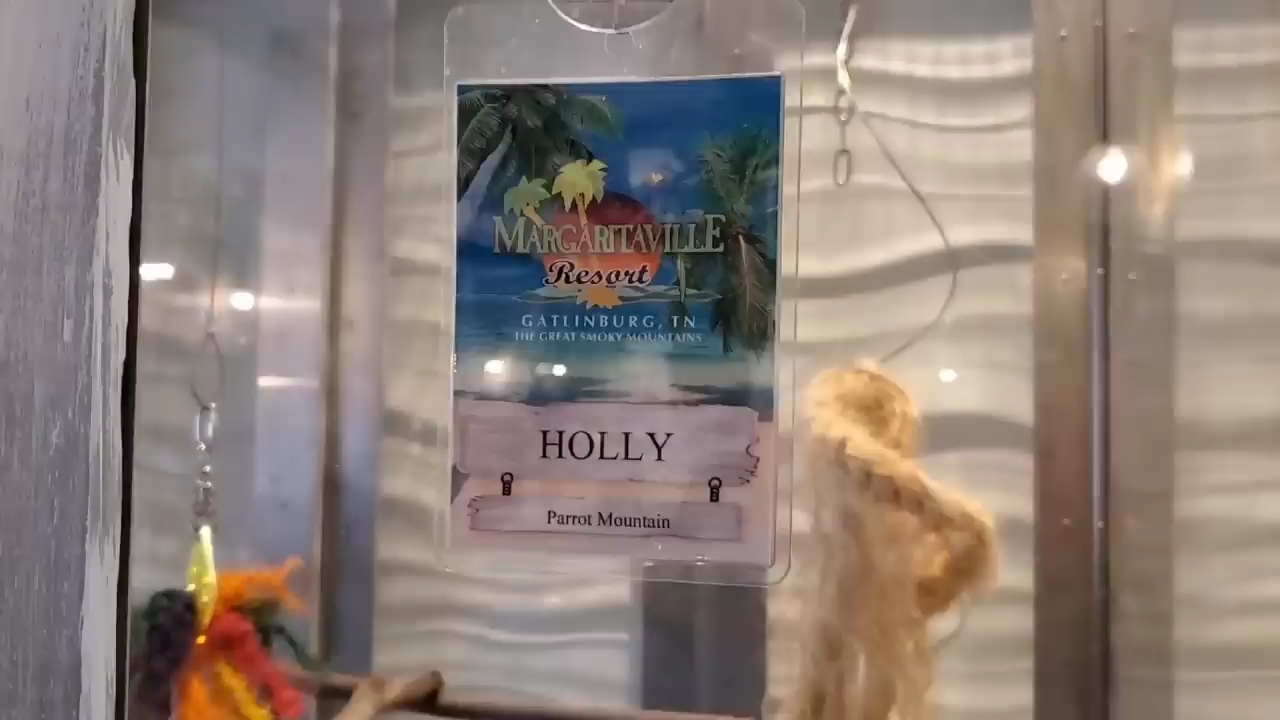 MARGARITAVILLE
Resort
GATLINBURG, TN
THE GREAT SMOKY MOUNTAINS
HOLLY
Parrot Mountain